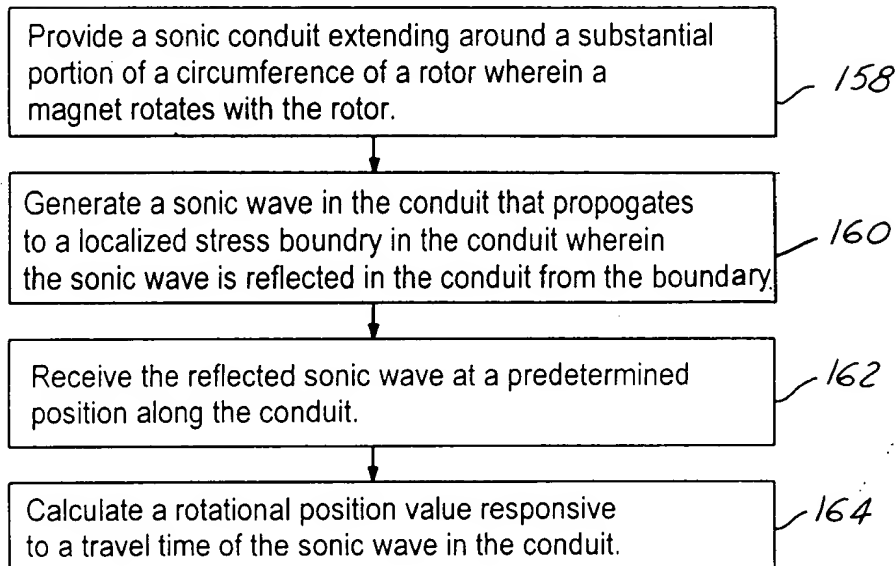 Provide a sonic conduit extending around a substantial
portion of a circumference of a rotor wherein a
magnet rotates with the rotor.
158
Generate a sonic wave in the conduit that propogates
to a localized stress boundry in the conduit wherein
the sonic wave is reflected in the conduit from the boundary.
160
Receive the reflected sonic wave at a predetermined
position along the conduit.
162
Calculate a rotational position value responsive
to a travel time of the sonic wave in the conduit.
164